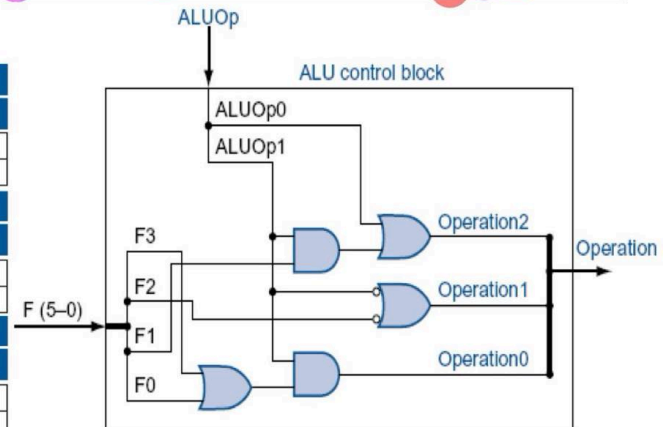 ALUOp
ALU control block
ALUOp0
ALUOp1
F3
Operation2
Operation
F2
Operation1
F (5–0)
F1
Operation0
F0